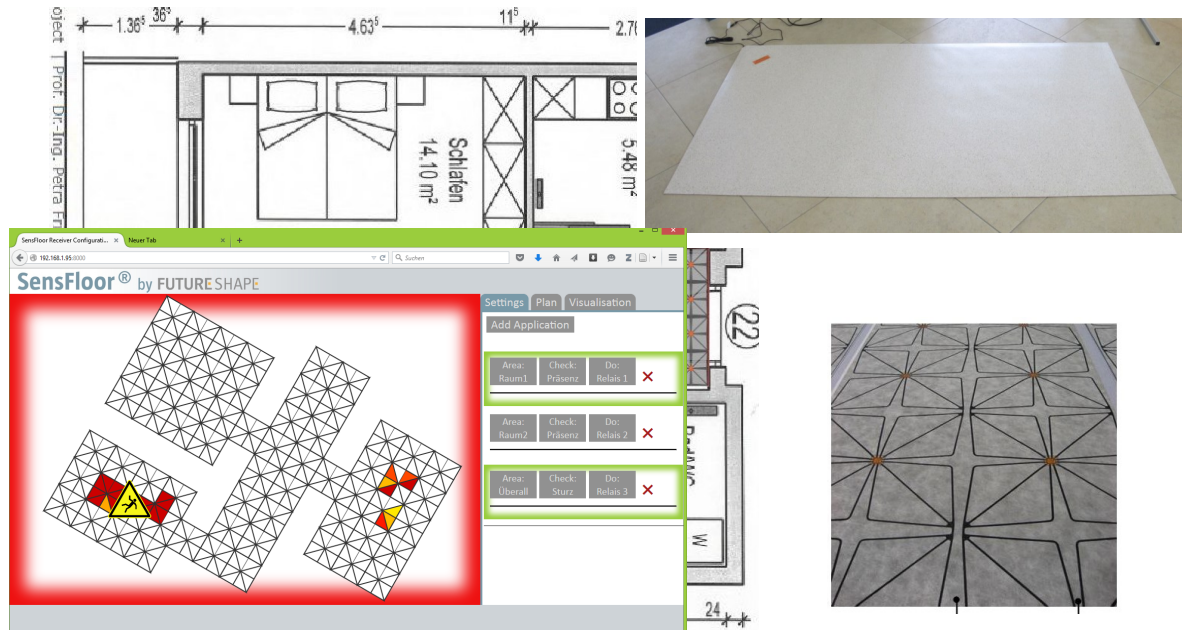 1.36⁵
36⁵
4.63⁵
11⁵
2.7
oject | Prof. Dr.-Ing. Petra Fr
Schlafen
14.10 m²
5.48 m²
SensFloor Receiver Configurati... ×
Neuer Tab ×
+
192.168.1.95:8000
Suchen
SensFloor® by FUTURESHAPE
Settings
Plan
Visualisation
Add Application
Area:
Raum1
Check:
Präsenz
Do:
Relais 1
Area:
Raum2
Check:
Präsenz
Do:
Relais 2
Area:
Überall
Check:
Sturz
Do:
Relais 3
(22)
W
24